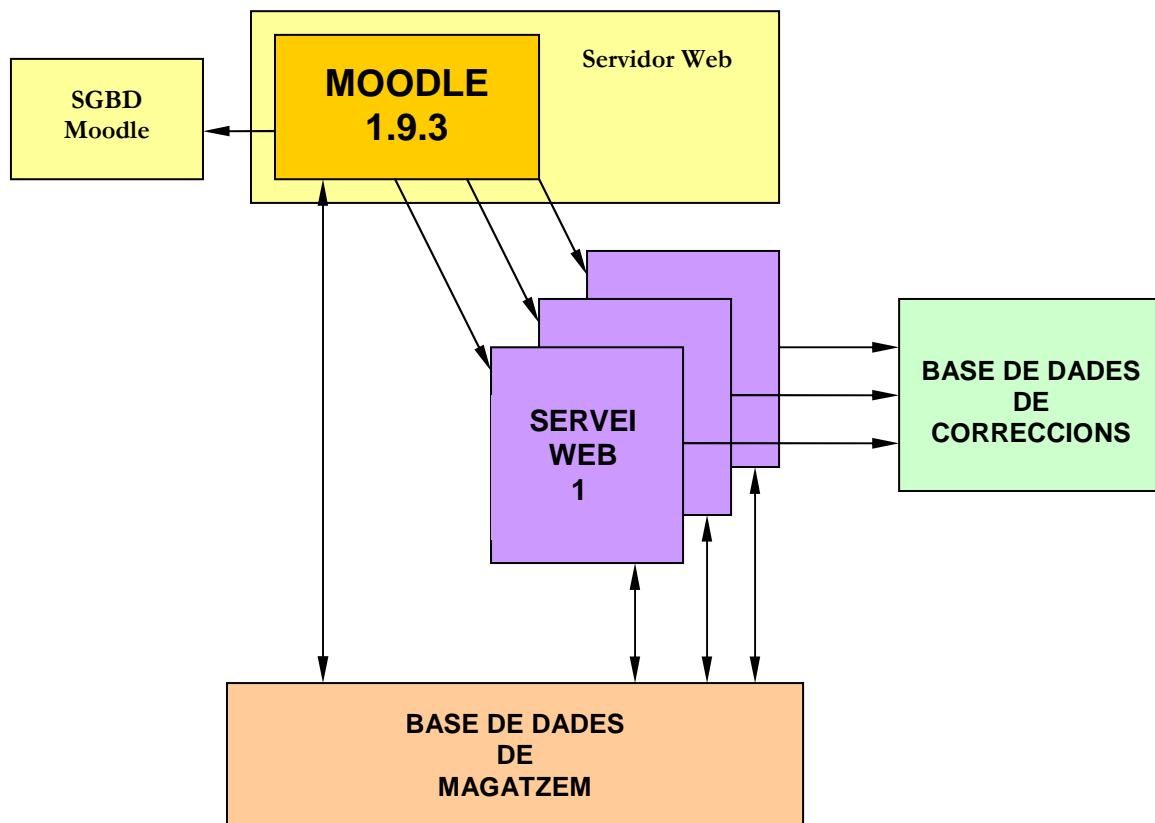 Servidor Web
MOODLE
1.9.3
SGBD
Moodle
SERVEI
WEB
1
BASE DE DADES
DE
CORRECCIONS
BASE DE DADES
DE
MAGATZEM